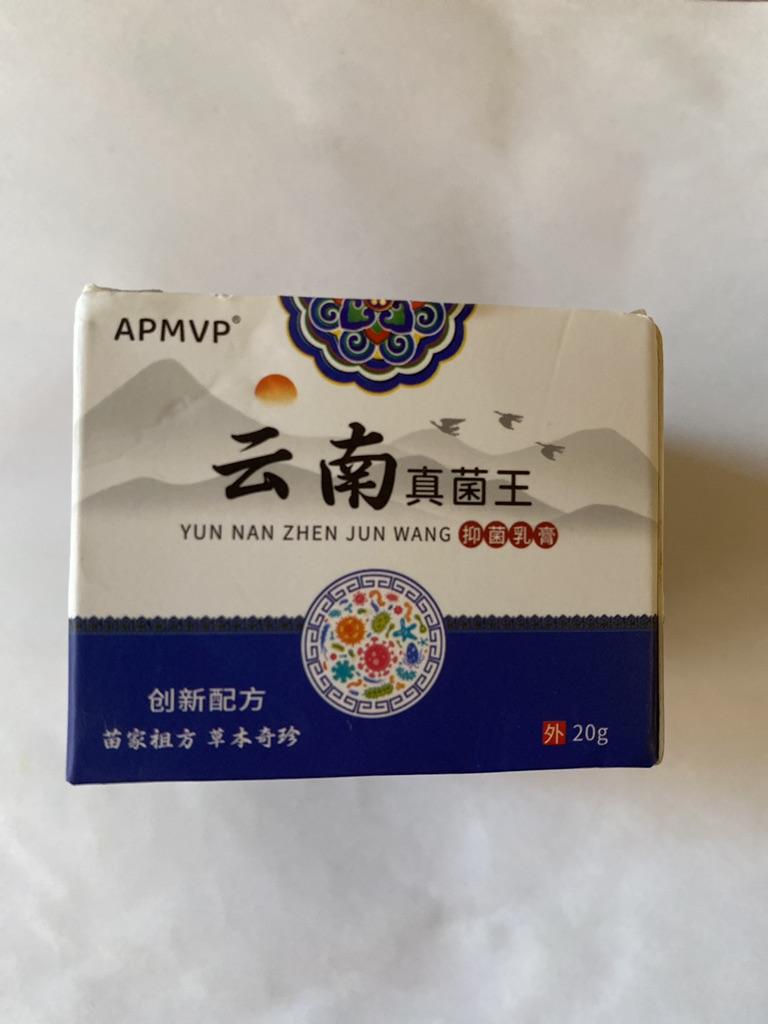 APMVP®
云南真菌王
YUN NAN ZHEN JUN WANG 抑菌乳膏
创新配方
苗家祖方 草本奇珍
外 20g